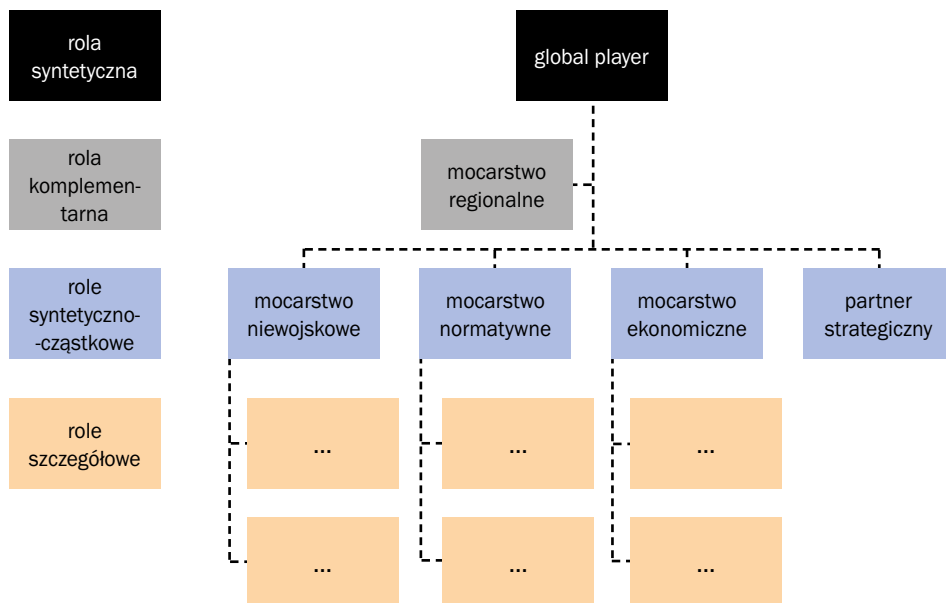 rola
syntetyczna
global player
rola
komplemen-
tarna
mocarstwo
regionalne
role
syntetyczno-
-cząstkowe
mocarstwo
niewojskowe
mocarstwo
normatywne
mocarstwo
ekonomiczne
partner
strategiczny
role
szczegółowe
...
...
...
...
...
...